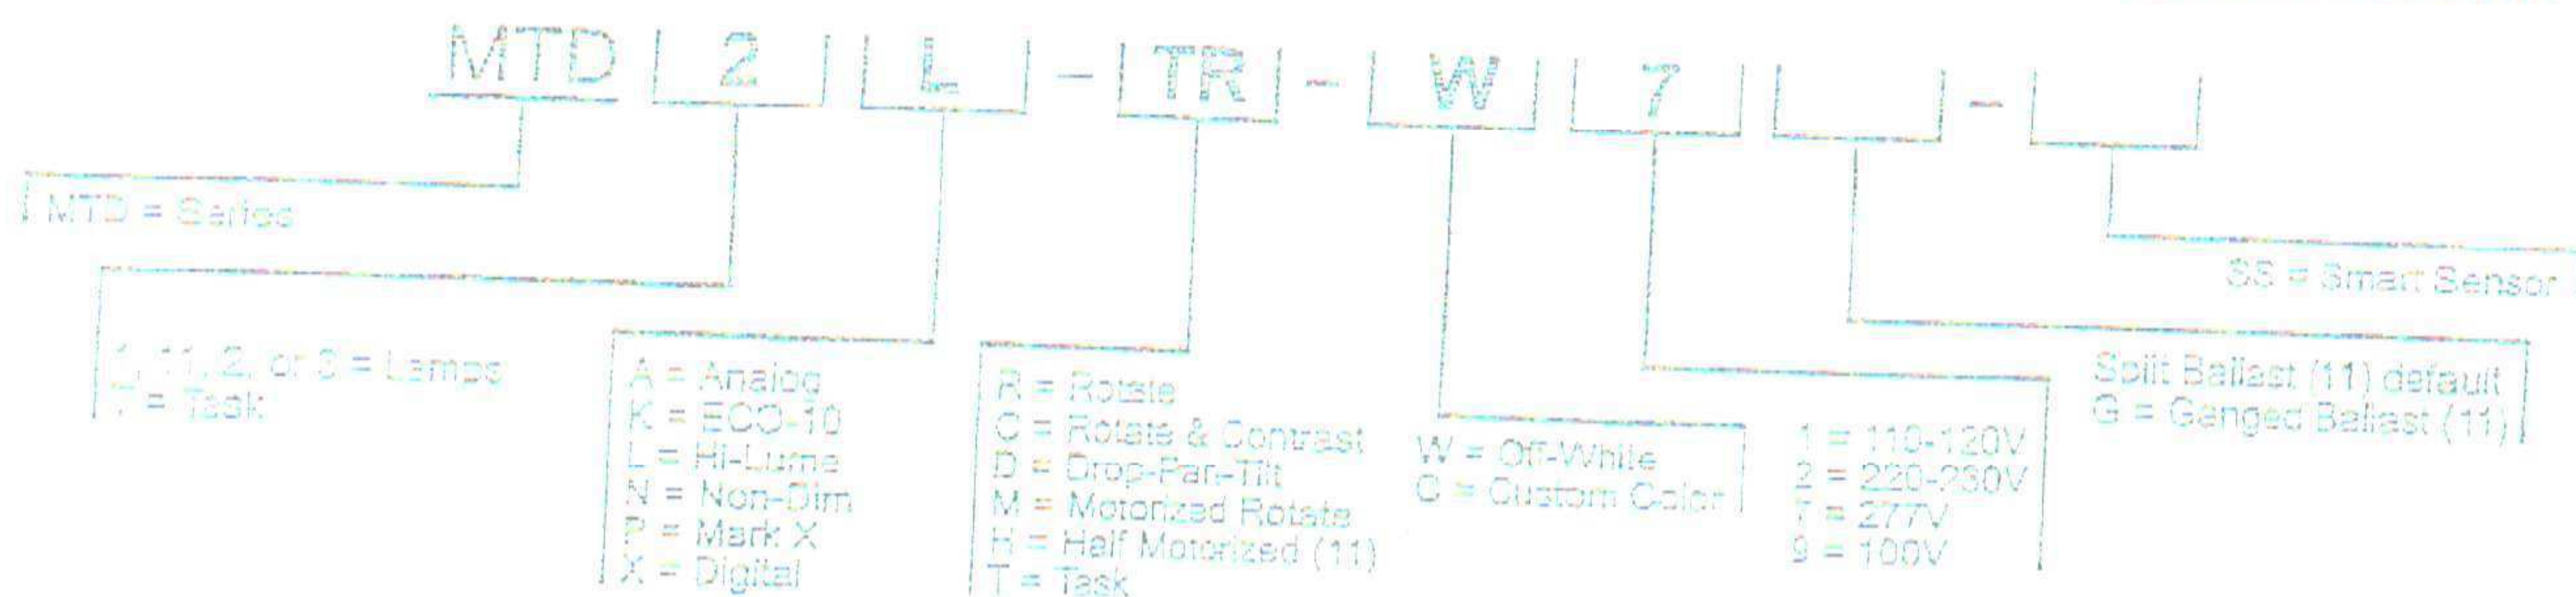 MTD 2 L - TR - W 7 -
MTD = Series
SS = Smart Sensor
1, 11, 2, or 3 = Lamps
T = Task
A = Analog
K = ECO-10
L = Hi-Lume
N = Non-Dim
P = Mark X
X = Digital
R = Rotate
C = Rotate & Contrast
D = Drop-Pan-Tilt
M = Motorized Rotate
H = Half Motorized (11)
T = Task
W = Off-White
C = Custom Color
1 = 110-120V
2 = 220-230V
7 = 277V
9 = 100V
Split Ballast (11) default
G = Ganged Ballast (11)